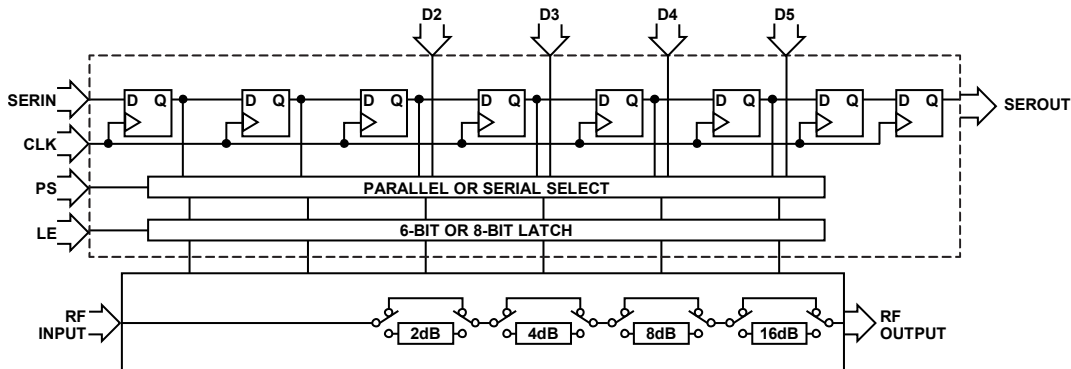 D2 D3 D4 D5
SERIN D Q D Q D Q D Q D Q D Q D Q D Q SEROUT
CLK
PS PARALLEL OR SERIAL SELECT
LE 6-BIT OR 8-BIT LATCH
RF INPUT 2dB 4dB 8dB 16dB RF OUTPUT